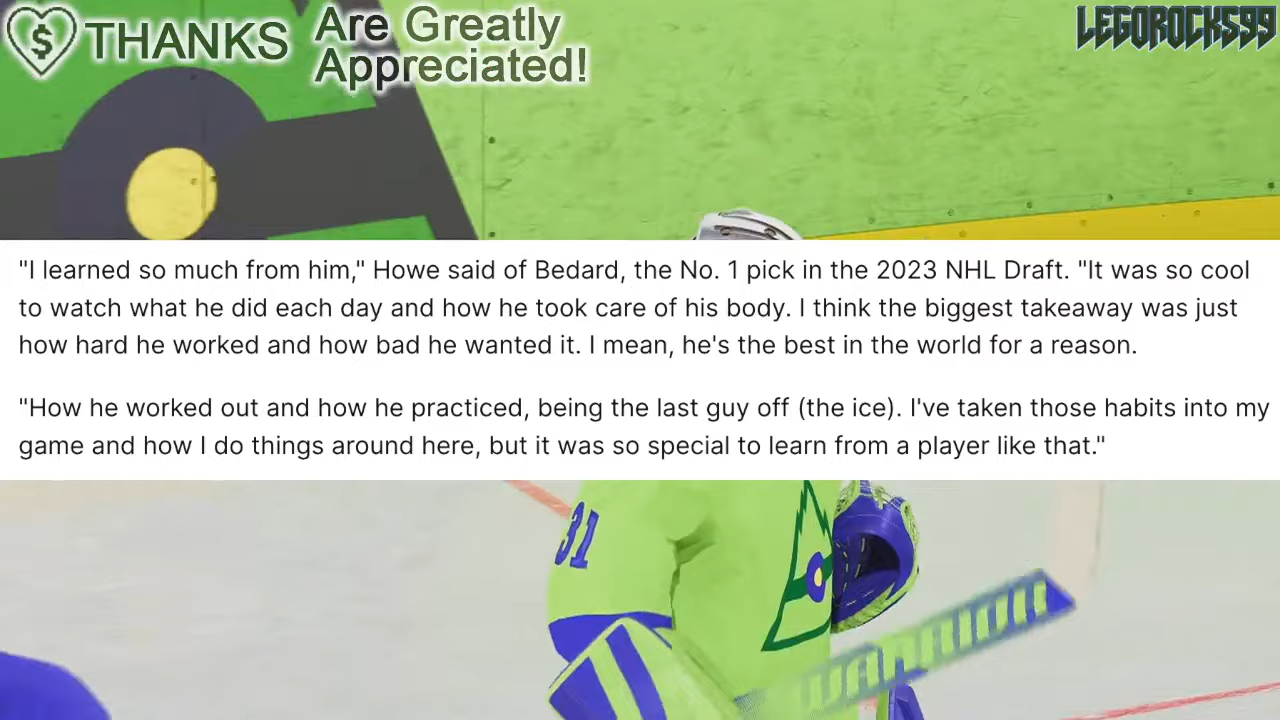 THANKS Are Greatly
Appreciated!
LEGOROCKS99
"I learned so much from him," Howe said of Bedard, the No. 1 pick in the 2023 NHL Draft. "It was so cool
to watch what he did each day and how he took care of his body. I think the biggest takeaway was just
how hard he worked and how bad he wanted it. I mean, he's the best in the world for a reason.
"How he worked out and how he practiced, being the last guy off (the ice). I've taken those habits into my
game and how I do things around here, but it was so special to learn from a player like that."
31